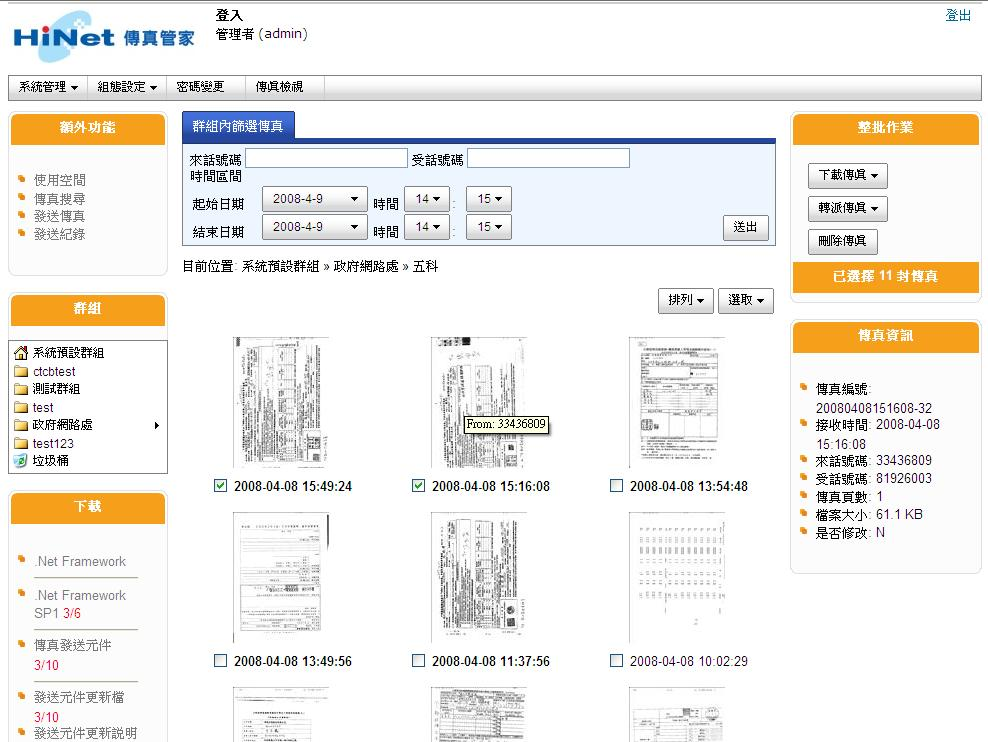 HiNet 傳真管家
登入
管理者 (admin)
登出
系統管理
組態設定
密碼變更
傳真檢視
額外功能
使用空間
傳真搜尋
發送傳真
發送紀錄
群組
系統預設群組
ctcbtest
測試群組
test
政府網路處
test123
垃圾桶
下載
.Net Framework
.Net Framework
SP1 3/6
傳真發送元件
3/10
發送元件更新檔
3/10
發送元件更新說明
群組內篩選傳真
來話號碼 受話號碼
時間區間
起始日期 2008-4-9 時間 14 : 15
結束日期 2008-4-9 時間 14 : 15
送出
目前位置: 系統預設群組 » 政府網路處 » 五科
排列 選取
From: 33436809
2008-04-08 15:49:24
2008-04-08 15:16:08
2008-04-08 13:54:48
2008-04-08 13:49:56
2008-04-08 11:37:56
2008-04-08 10:02:29
整批作業
下載傳真
轉派傳真
刪除傳真
已選擇 11 封傳真
傳真資訊
傳真編號:
20080408151608-32
接收時間: 2008-04-08
15:16:08
來話號碼: 33436809
受話號碼: 81926003
傳真頁數: 1
檔案大小: 61.1 KB
是否修改: N